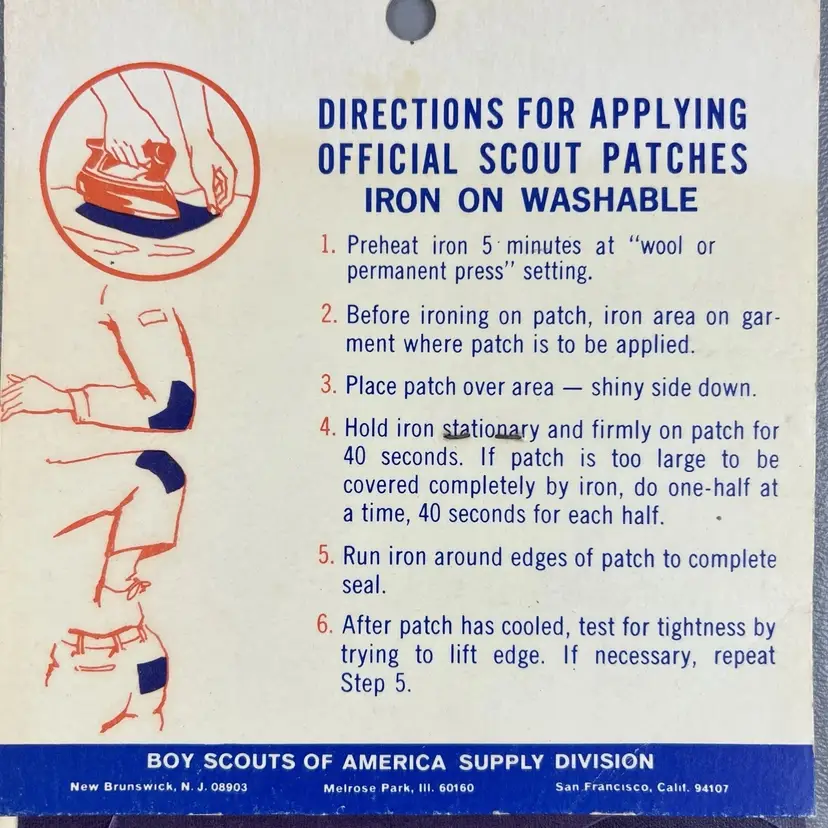 DIRECTIONS FOR APPLYING
OFFICIAL SCOUT PATCHES
IRON ON WASHABLE
1. Preheat iron 5 minutes at “wool or
permanent press” setting.
2. Before ironing on patch, iron area on gar-
ment where patch is to be applied.
3. Place patch over area — shiny side down.
4. Hold iron stationary and firmly on patch for
40 seconds. If patch is too large to be
covered completely by iron, do one-half at
a time, 40 seconds for each half.
5. Run iron around edges of patch to complete
seal.
6. After patch has cooled, test for tightness by
trying to lift edge. If necessary, repeat
Step 5.
BOY SCOUTS OF AMERICA SUPPLY DIVISION
New Brunswick, N. J. 08903 Melrose Park, Ill. 60160 San Francisco, Calif. 94107